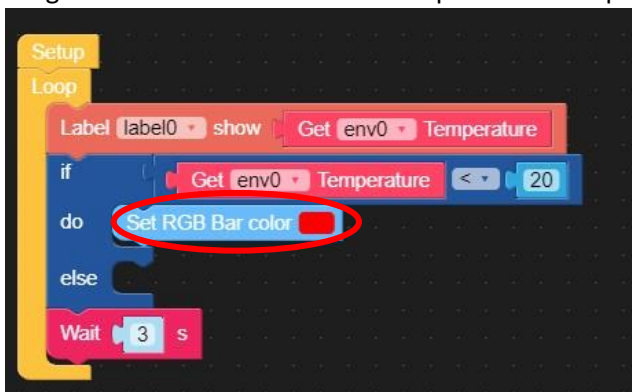 Setup
Loop
Label label0 show Get env0 Temperature
if Get env0 Temperature < 20
do Set RGB Bar color
else
Wait 3 s